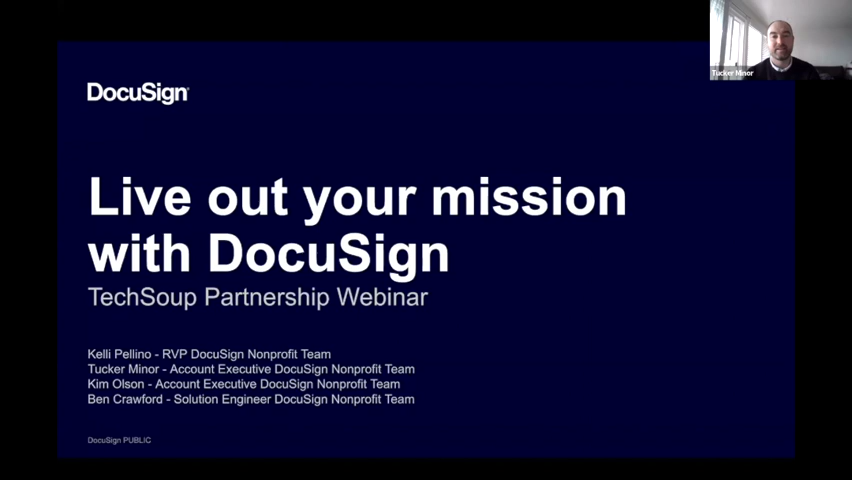 DocuSign
Tucker Minor
Live out your mission
with DocuSign
TechSoup Partnership Webinar
Kelli Pellino - RVP DocuSign Nonprofit Team
Tucker Minor - Account Executive DocuSign Nonprofit Team
Kim Olson - Account Executive DocuSign Nonprofit Team
Ben Crawford - Solution Engineer DocuSign Nonprofit Team
DocuSign PUBLIC